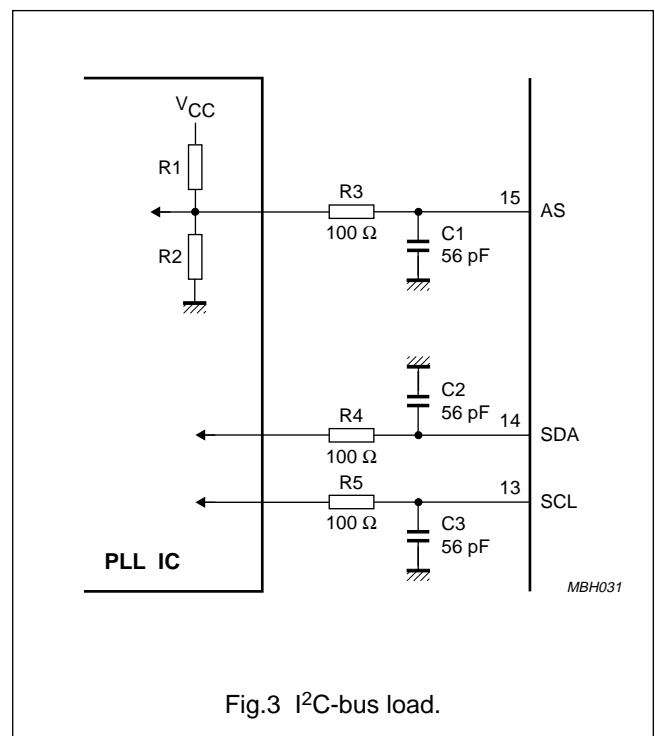 VCC
R1
R3
15
AS
100 Ω
C1
56 pF
R2
C2
56 pF
R4
14
SDA
100 Ω
R5
13
SCL
100 Ω
C3
56 pF
PLL IC
MBH031
Fig.3 I²C-bus load.